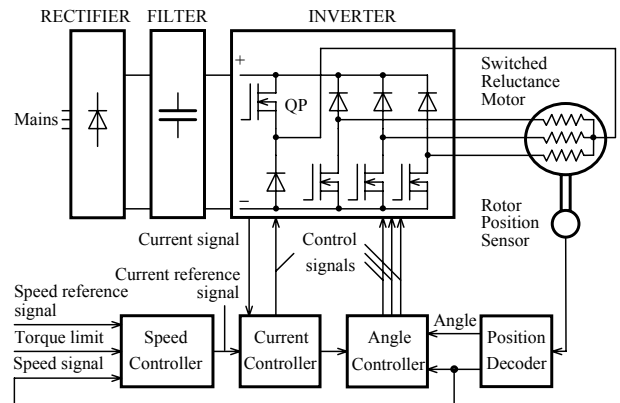 RECTIFIER
FILTER
INVERTER
Switched
Reluctance
Motor
+
QP
Mains
−
Rotor
Position
Sensor
Current signal
Control
signals
Current reference
signal
Speed reference
signal
Torque limit
Speed signal
Speed
Controller
Current
Controller
Angle
Controller
Angle
Position
Decoder